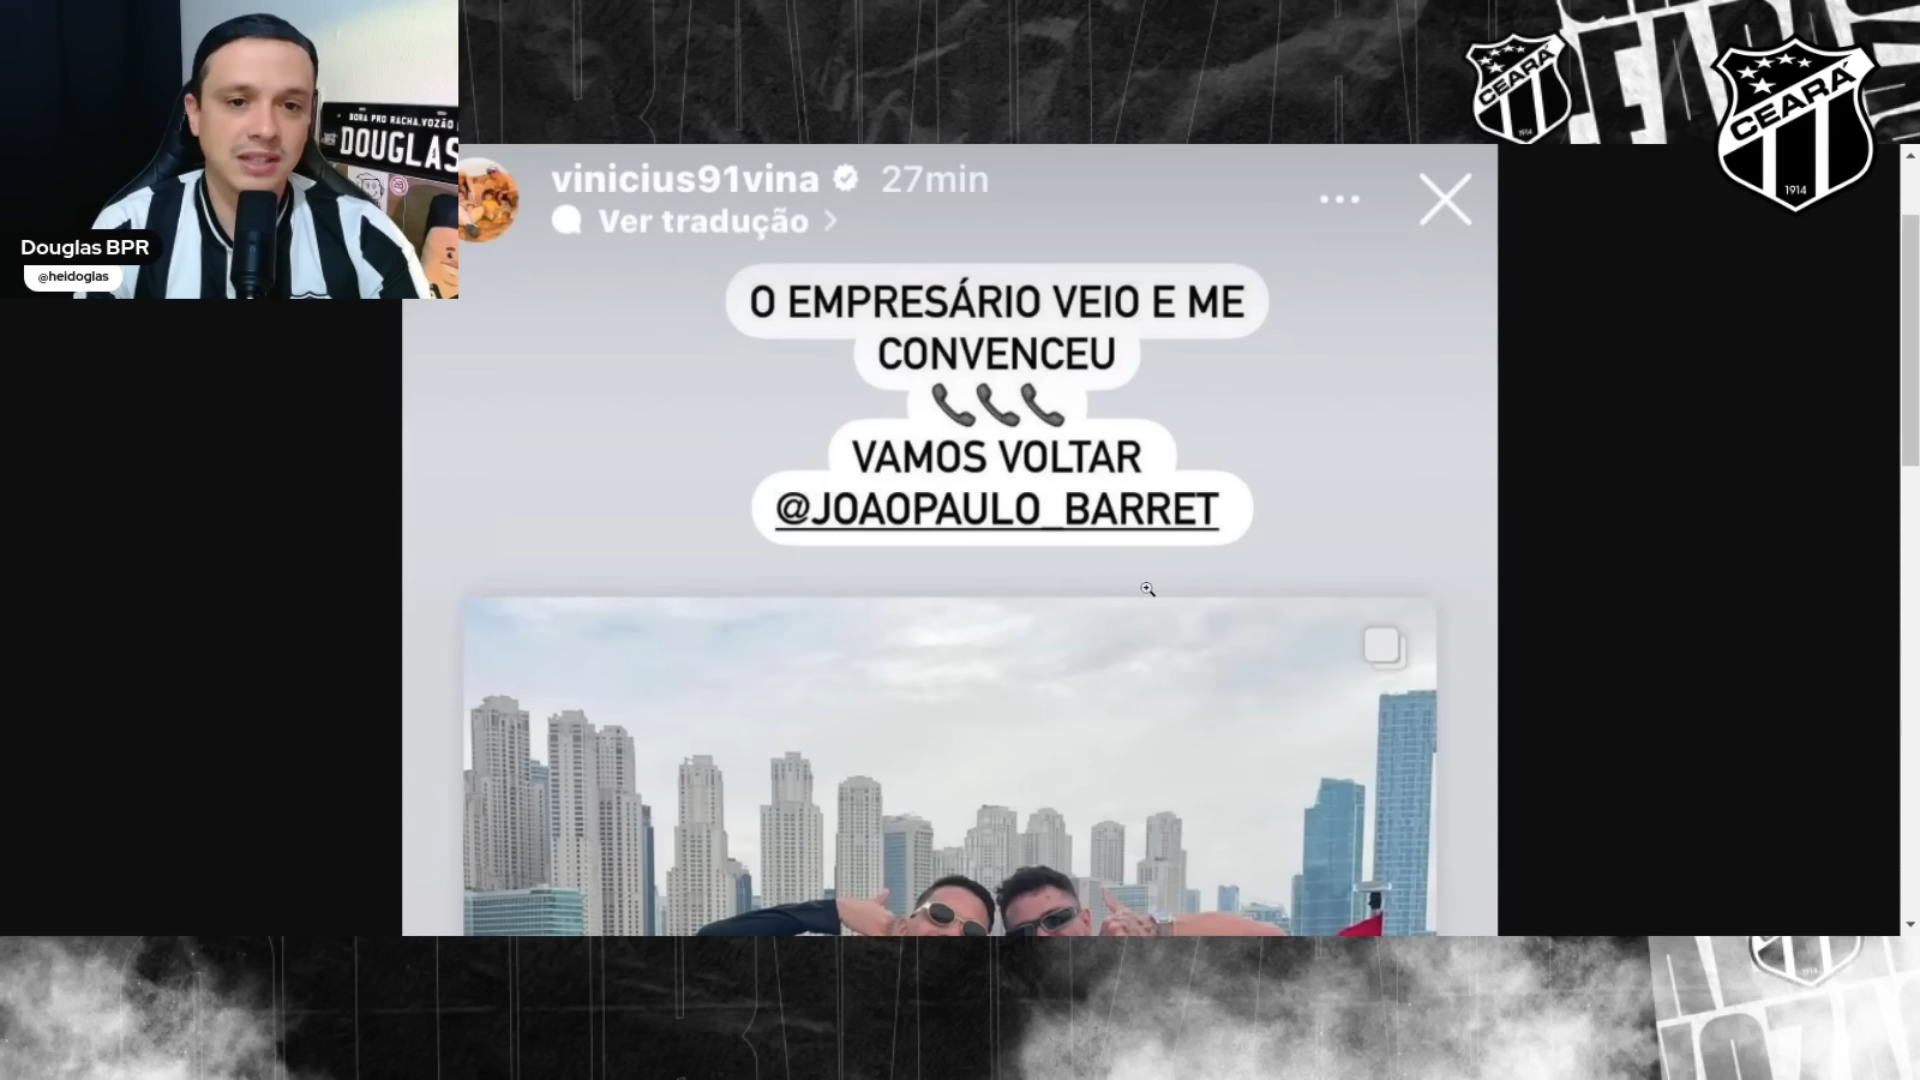 BORA PRO RACHA, VOZÃO
DOUGLAS
Douglas BPR
@heidoglas
vinicius91vina 27min
Ver tradução
O EMPRESÁRIO VEIO E ME
CONVENCEU
VAMOS VOLTAR
@JOAOPAULO_BARRET
CEARÁ
1914
CEARÁ
1914
1914